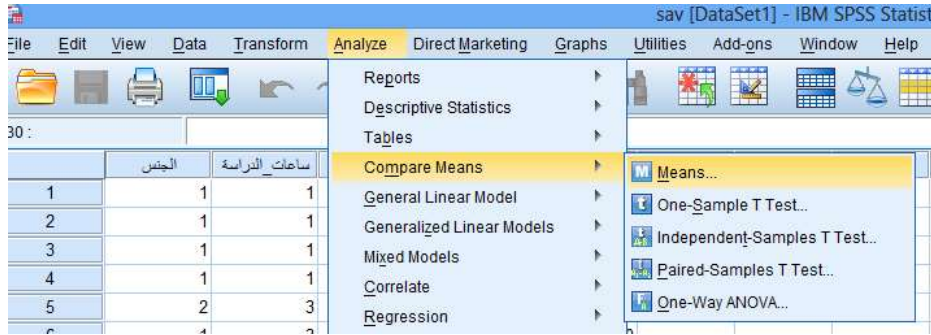 sav [DataSet1] - IBM SPSS Statist
File Edit View Data Transform Analyze Direct Marketing Graphs Utilities Add-ons Window Help
30 :
الجنس ساعات_الدراسة
1 1 1
2 1 1
3 1 1
4 1 1
5 2 3
Reports
Descriptive Statistics
Tables
Compare Means
General Linear Model
Generalized Linear Models
Mixed Models
Correlate
Regression
Means...
One-Sample T Test...
Independent-Samples T Test...
Paired-Samples T Test...
One-Way ANOVA...